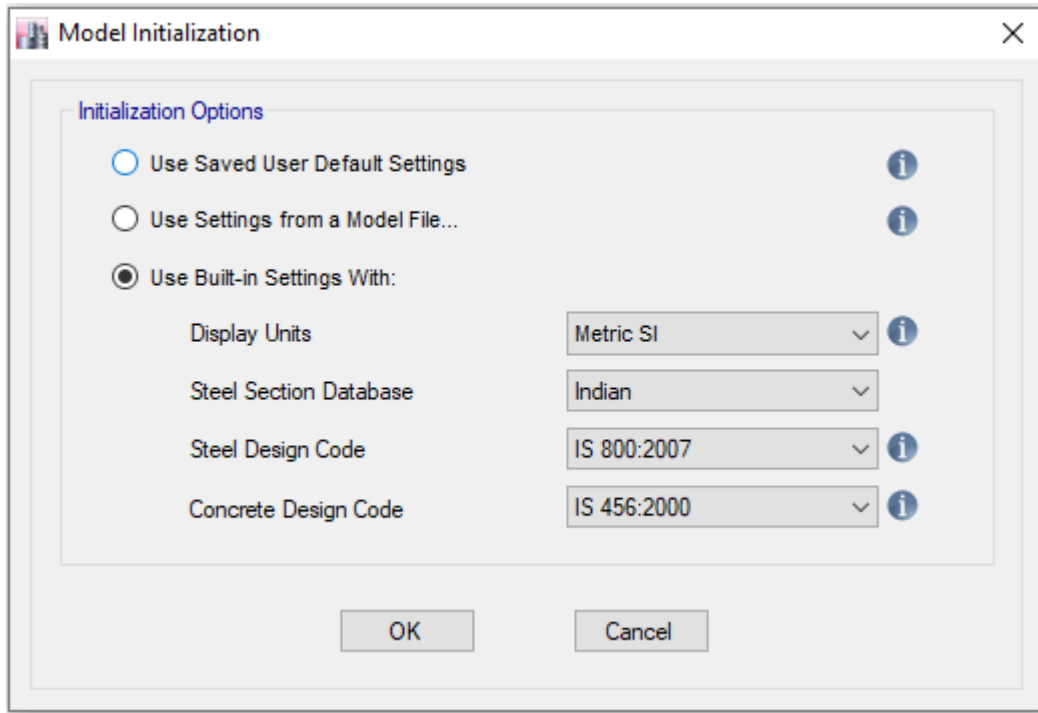 Model Initialization
Initialization Options
Use Saved User Default Settings
Use Settings from a Model File...
Use Built-in Settings With:
Display Units Metric SI
Steel Section Database Indian
Steel Design Code IS 800:2007
Concrete Design Code IS 456:2000
OK Cancel